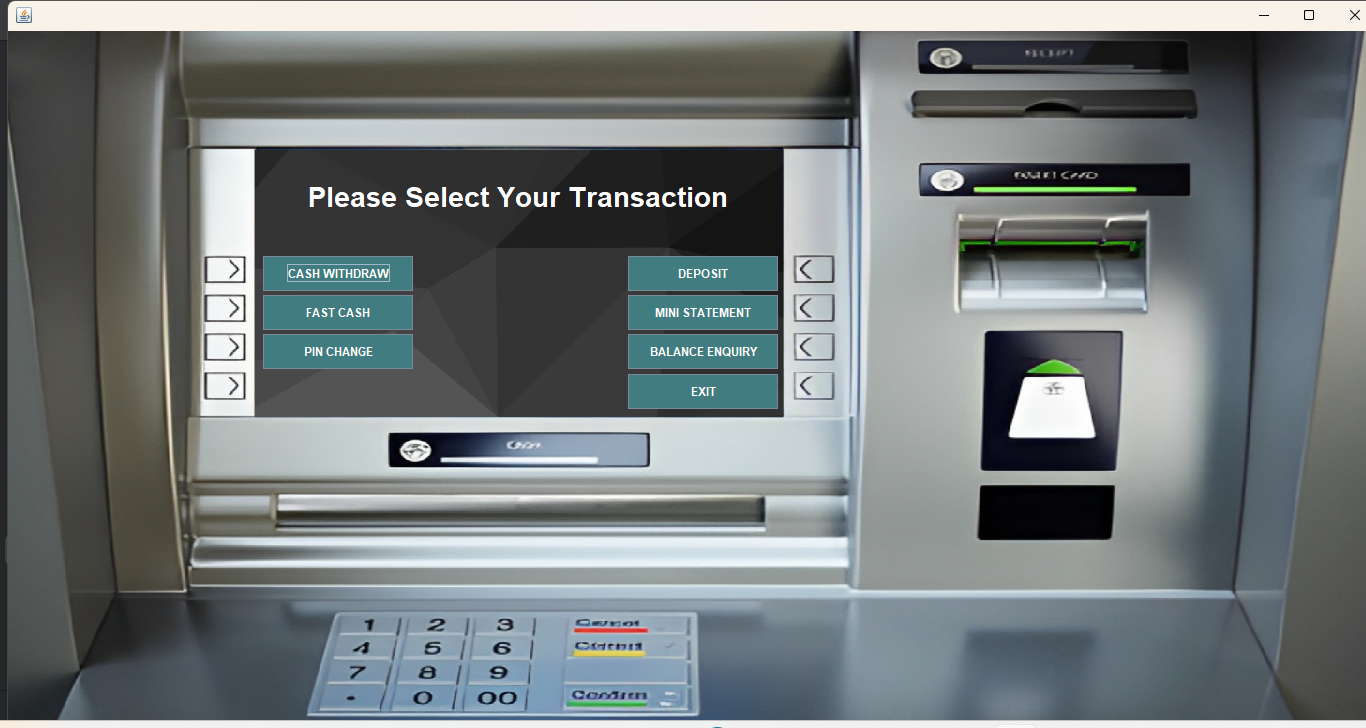 Please Select Your Transaction
CASH WITHDRAW
DEPOSIT
FAST CASH
MINI STATEMENT
PIN CHANGE
BALANCE ENQUIRY
EXIT
1 2 3
4 5 6
7 8 9
. 0 00
Confirm